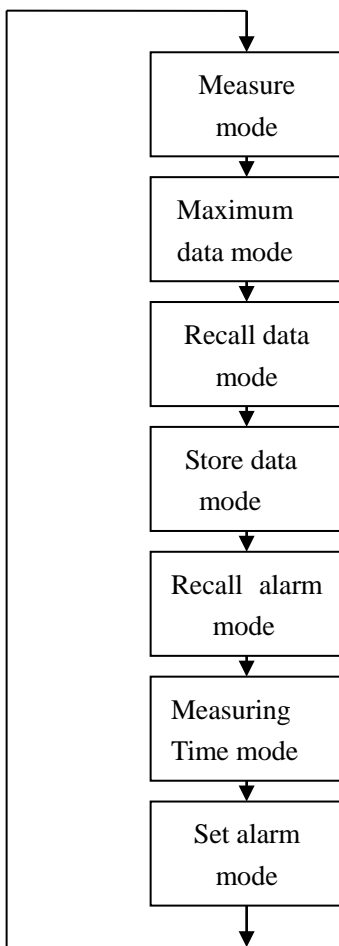 Measure
mode
Maximum
data mode
Recall data
mode
Store data
mode
Recall alarm
mode
Measuring
Time mode
Set alarm
mode